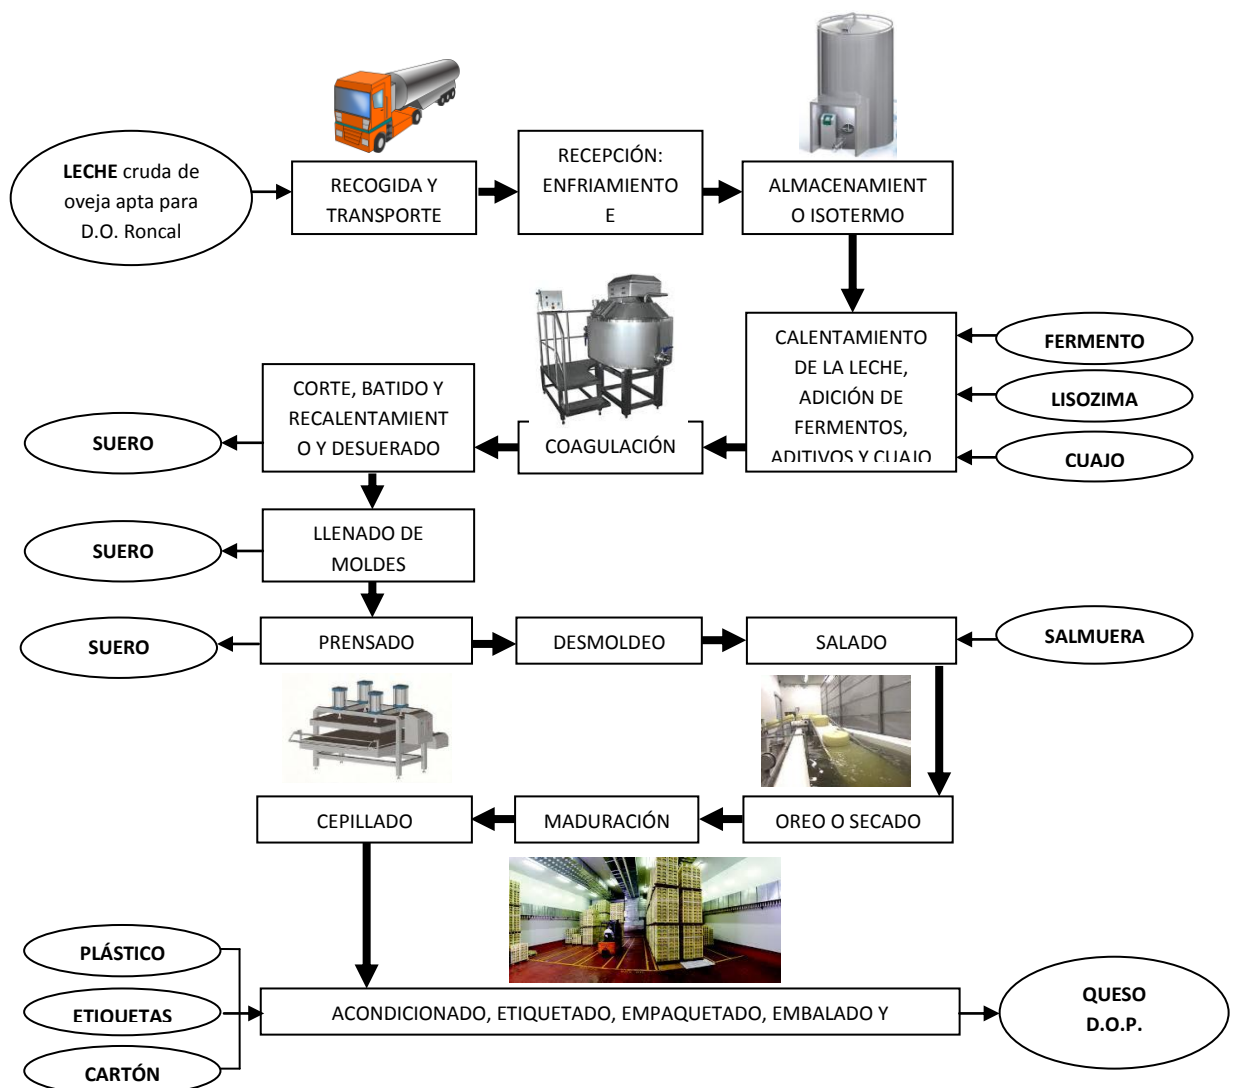 LECHE cruda de
oveja apta para
D.O. Roncal
RECOGIDA Y
TRANSPORTE
RECEPCIÓN:
ENFRIAMIENTO
E
ALMACENAMIENT
O ISOTERMO
CALENTAMIENTO
DE LA LECHE,
ADICIÓN DE
FERMENTOS,
ADITIVOS Y CUAJO
FERMENTO
LISOZIMA
CUAJO
COAGULACIÓN
CORTE, BATIDO Y
RECALENTAMIENT
O Y DESUERADO
SUERO
LLENADO DE
MOLDES
SUERO
PRENSADO
SUERO
DESMOLDEO
SALADO
SALMUERA
OREO O SECADO
MADURACIÓN
CEPILLADO
PLÁSTICO
ETIQUETAS
CARTÓN
ACONDICIONADO, ETIQUETADO, EMPAQUETADO, EMBALADO Y
QUESO
D.O.P.